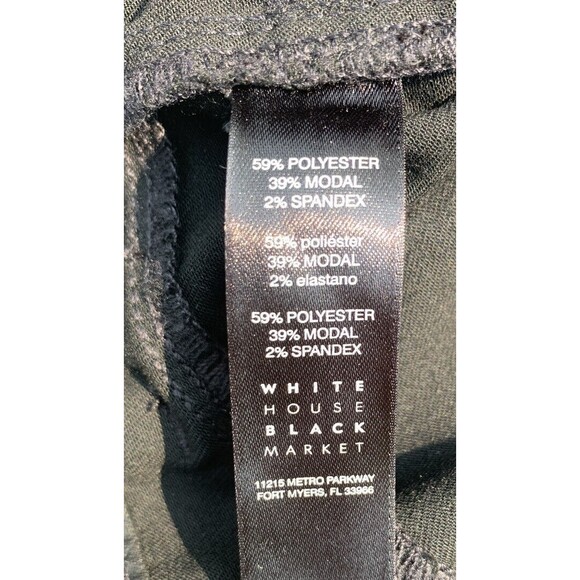 59% POLYESTER
39% MODAL
2% SPANDEX
59% poliéster
39% MODAL
2% elastano
59% POLYESTER
39% MODAL
2% SPANDEX
WHITE
HOUSE
BLACK
MARKET
11215 METRO PARKWAY
FORT MYERS, FL 33966